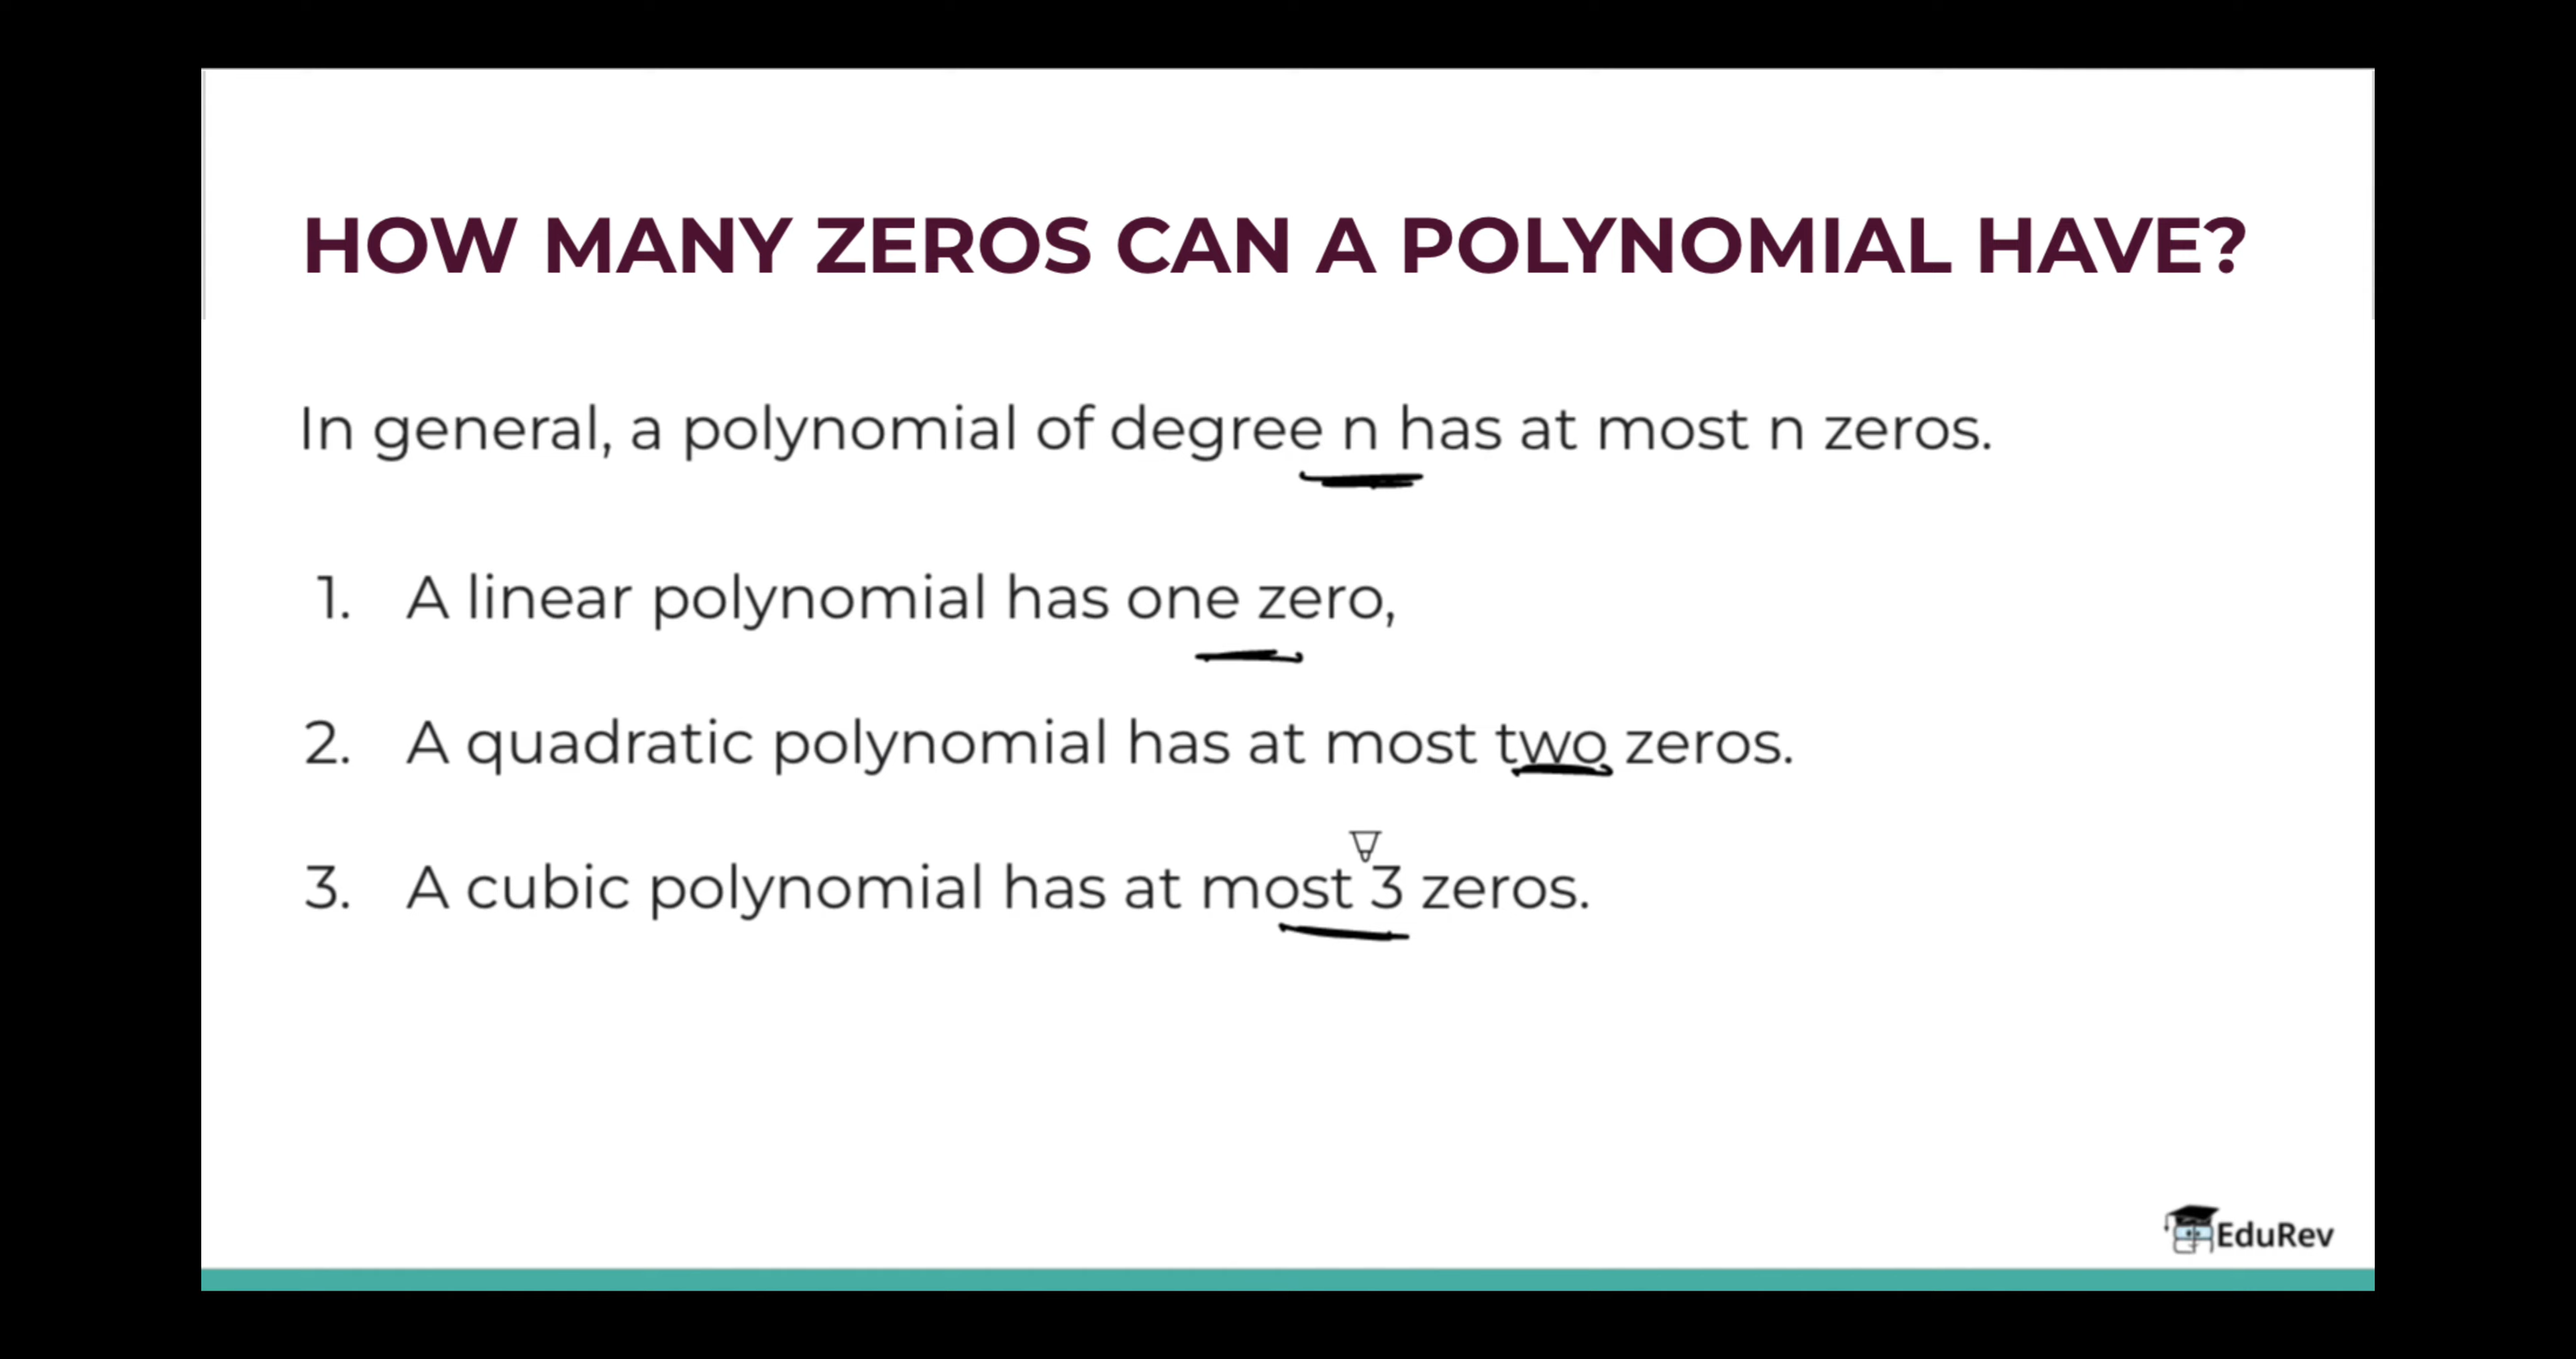 HOW MANY ZEROS CAN A POLYNOMIAL HAVE?
In general, a polynomial of degree n has at most n zeros.
1. A linear polynomial has one zero,
2. A quadratic polynomial has at most two zeros.
3. A cubic polynomial has at most 3 zeros.
EduRev